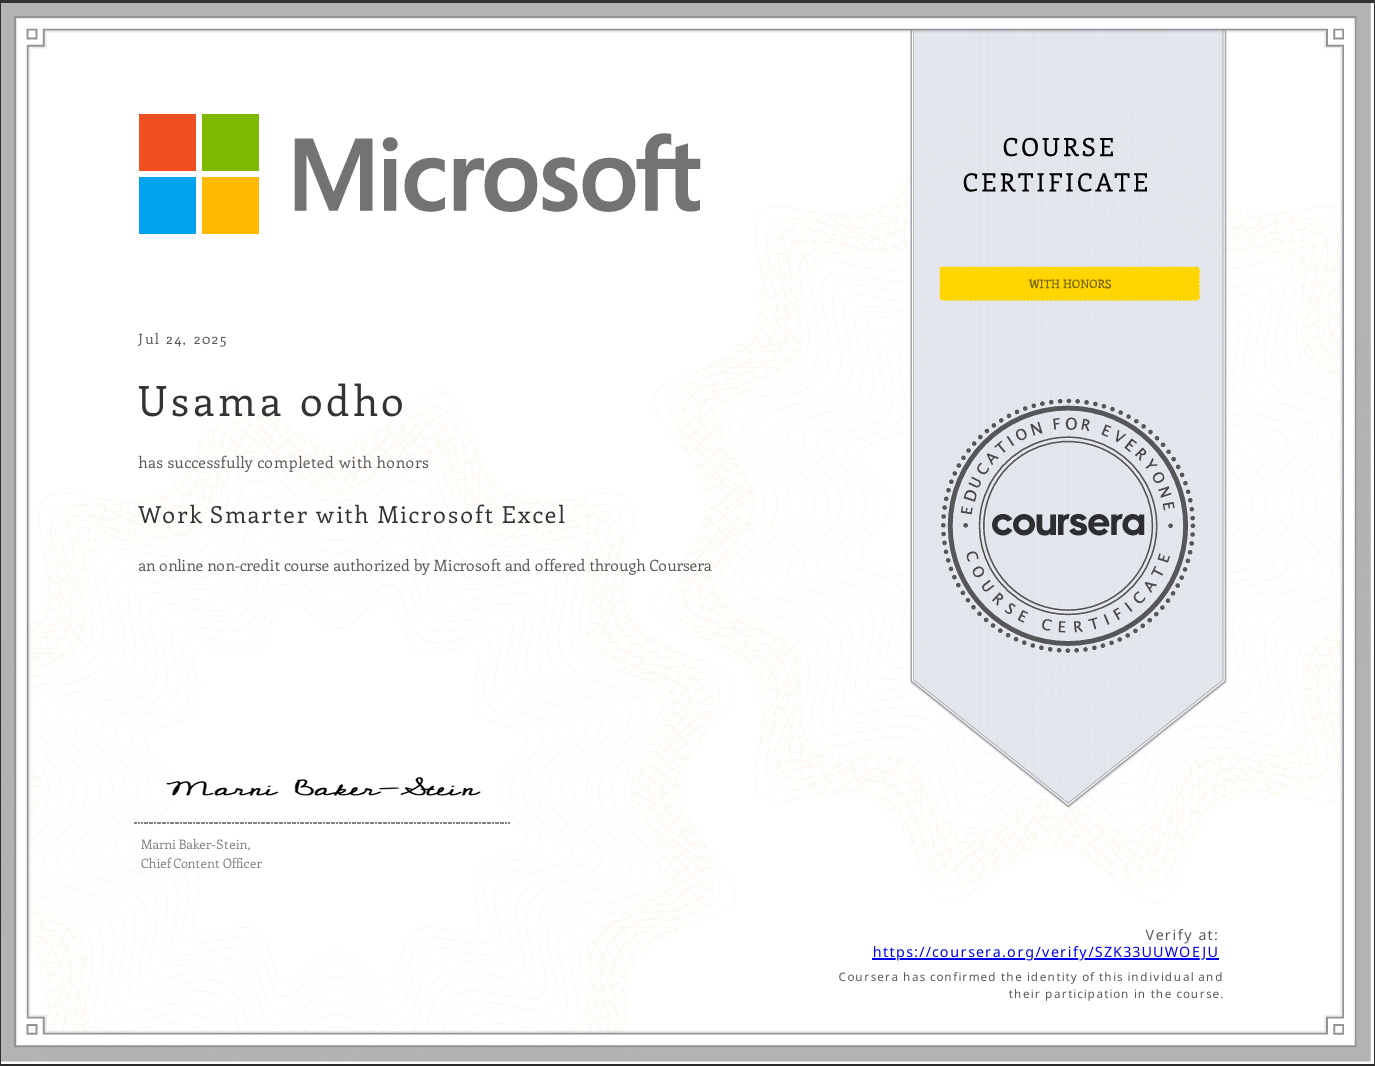 Microsoft
COURSE
CERTIFICATE
WITH HONORS
Jul 24, 2025
Usama odho
has successfully completed with honors
Work Smarter with Microsoft Excel
an online non-credit course authorized by Microsoft and offered through Coursera
EDUCATION FOR EVERYONE
coursera
COURSE CERTIFICATE
Marni Baker-Stein
Marni Baker-Stein,
Chief Content Officer
Verify at:
https://coursera.org/verify/SZK33UUWOEJU
Coursera has confirmed the identity of this individual and
their participation in the course.